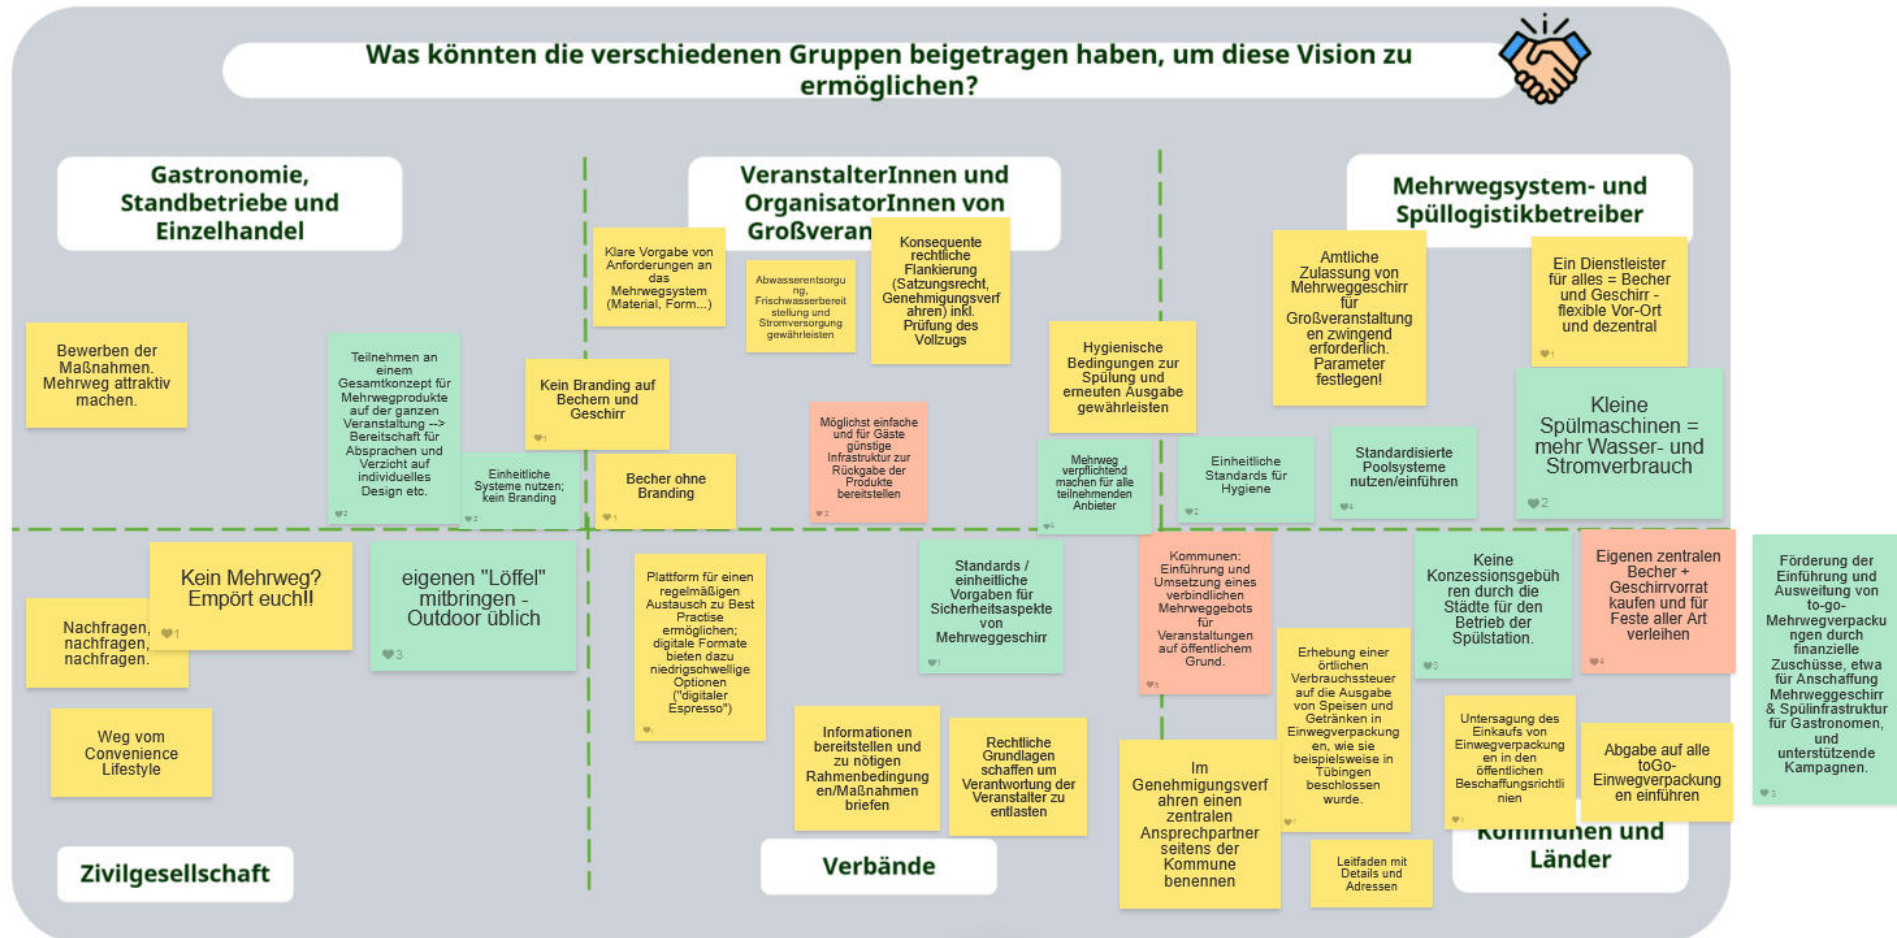 Was könnten die verschiedenen Gruppen beigetragen haben, um diese Vision zu
ermöglichen?
Gastronomie,
Standbetriebe und
Einzelhandel
Bewerben der
Maßnahmen.
Mehrweg attraktiv
machen.
Teilnehmen an
einem
Gesamtkonzept für
Mehrwegprodukte
auf der ganzen
Veranstaltung -->
Bereitschaft für
Absprachen und
Verzicht auf
individuelles
Design etc.
Einheitliche
Systeme nutzen;
kein Branding
Kein Branding auf
Bechern und
Geschirr
1
VeranstalterInnen und
OrganisatorInnen von
Großveran
Klare Vorgabe von
Anforderungen an
das
Mehrwegsystem
(Material, Form...)
Abwasserentsorgu
ng,
Frischwasserbereit
stellung und
Stromversorgung
gewährleisten
Konsequente
rechtliche
Flankierung
(Satzungsrecht,
Genehmigungsverf
ahren) inkl.
Prüfung des
Vollzugs
Becher ohne
Branding
1
Möglichst einfache
und für Gäste
günstige
Infrastruktur zur
Rückgabe der
Produkte
bereitstellen
Hygienische
Bedingungen zur
Spülung und
erneuten Ausgabe
gewährleisten
Mehrweg
verpflichtend
machen für alle
teilnehmenden
Anbieter
Mehrwegsystem- und
Spüllogistikbetreiber
Amtliche
Zulassung von
Mehrweggeschirr
für
Großveranstaltung
en zwingend
erforderlich.
Parameter
festlegen!
Ein Dienstleister
für alles = Becher
und Geschirr -
flexible Vor-Ort
und dezentral
1
Einheitliche
Standards für
Hygiene
2
Standardisierte
Poolsysteme
nutzen/einführen
4
Kleine
Spülmaschinen =
mehr Wasser- und
Stromverbrauch
2
Kein Mehrweg?
Empört euch!!
1
eigenen "Löffel"
mitbringen -
Outdoor üblich
3
Nachfragen,
nachfragen,
nachfragen.
Weg vom
Convenience
Lifestyle
Zivilgesellschaft
Plattform für einen
regelmäßigen
Austausch zu Best
Practise
ermöglichen;
digitale Formate
bieten dazu
niedrigschwellige
Optionen
("digitaler
Espresso")
Standards /
einheitliche
Vorgaben für
Sicherheitsaspekte
von
Mehrweggeschirr
1
Informationen
bereitstellen und
zu nötigen
Rahmenbedingung
en/Maßnahmen
briefen
Rechtliche
Grundlagen
schaffen um
Verantwortung der
Veranstalter zu
entlasten
Verbände
Kommunen:
Einführung und
Umsetzung eines
verbindlichen
Mehrweggebots
für
Veranstaltungen
auf öffentlichem
Grund.
Im
Genehmigungsverf
ahren einen
zentralen
Ansprechpartner
seitens der
Kommune
benennen
Erhebung einer
örtlichen
Verbrauchssteuer
auf die Ausgabe
von Speisen und
Getränken in
Einwegverpackung
en, wie sie
beispielsweise in
Tübingen
beschlossen
wurde.
1
Keine
Konzessionsgebüh
ren durch die
Städte für den
Betrieb der
Spülstation.
3
Eigenen zentralen
Becher +
Geschirrvorrat
kaufen und für
Feste aller Art
verleihen
4
Untersagung des
Einkaufs von
Einwegverpackung
en in den
öffentlichen
Beschaffungsrichtli
nien
1
Abgabe auf alle
toGo-
Einwegverpackung
en einführen
Leitfaden mit
Details und
Adressen
Kommunen und
Länder
Förderung der
Einführung und
Ausweitung von
to-go-
Mehrwegverpacku
ngen durch
finanzielle
Zuschüsse, etwa
für Anschaffung
Mehrweggeschirr
& Spülinfrastruktur
für Gastronomen,
und
unterstützende
Kampagnen.
3